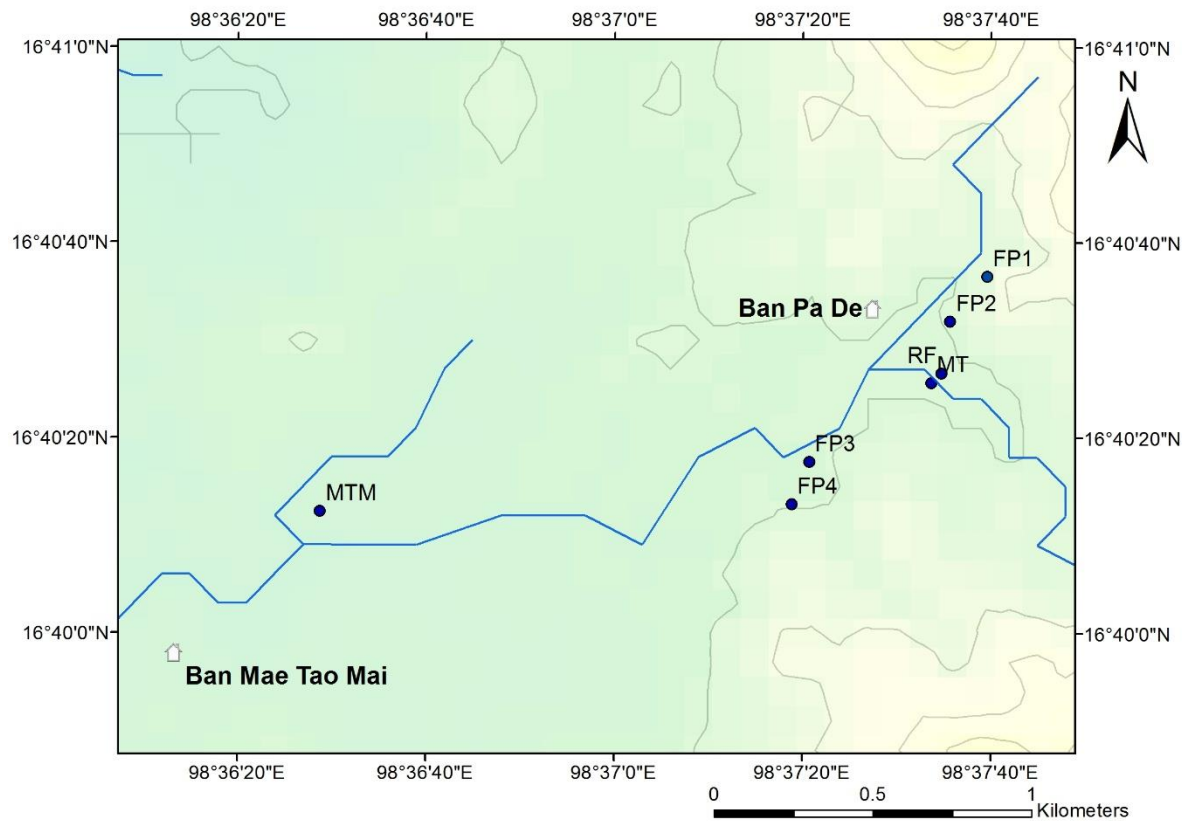 98°36'20"E 98°36'40"E 98°37'0"E 98°37'20"E 98°37'40"E
16°41'0"N 16°41'0"N
N
16°40'40"N 16°40'40"N
FP1
Ban Pa De FP2
RF MT
16°40'20"N 16°40'20"N
FP3
MTM FP4
16°40'0"N 16°40'0"N
Ban Mae Tao Mai
98°36'20"E 98°36'40"E 98°37'0"E 98°37'20"E 98°37'40"E
0 0.5 1
Kilometers